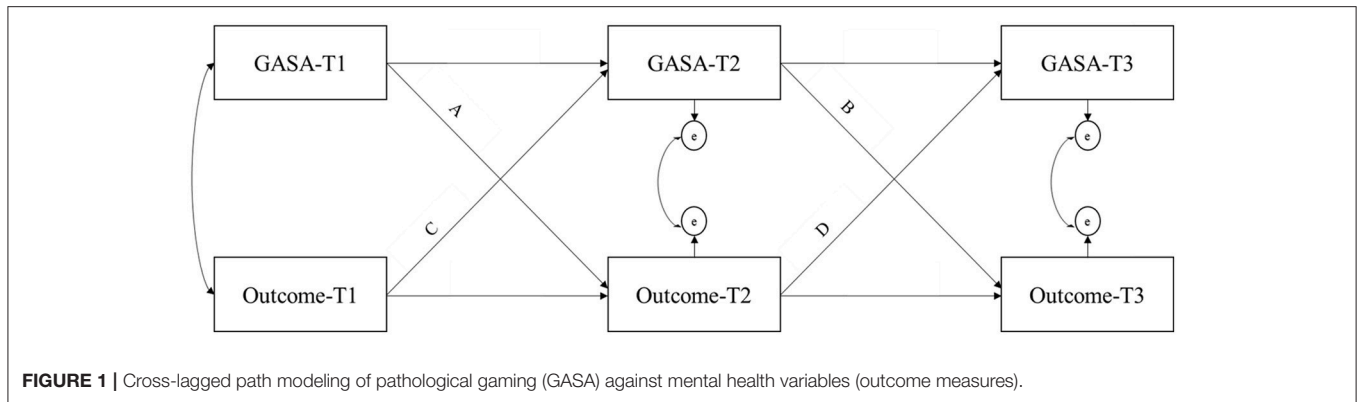 GASA-T1
GASA-T2
GASA-T3
A
B
e
e
e
e
C
D
Outcome-T1
Outcome-T2
Outcome-T3
FIGURE 1 | Cross-lagged path modeling of pathological gaming (GASA) against mental health variables (outcome measures).